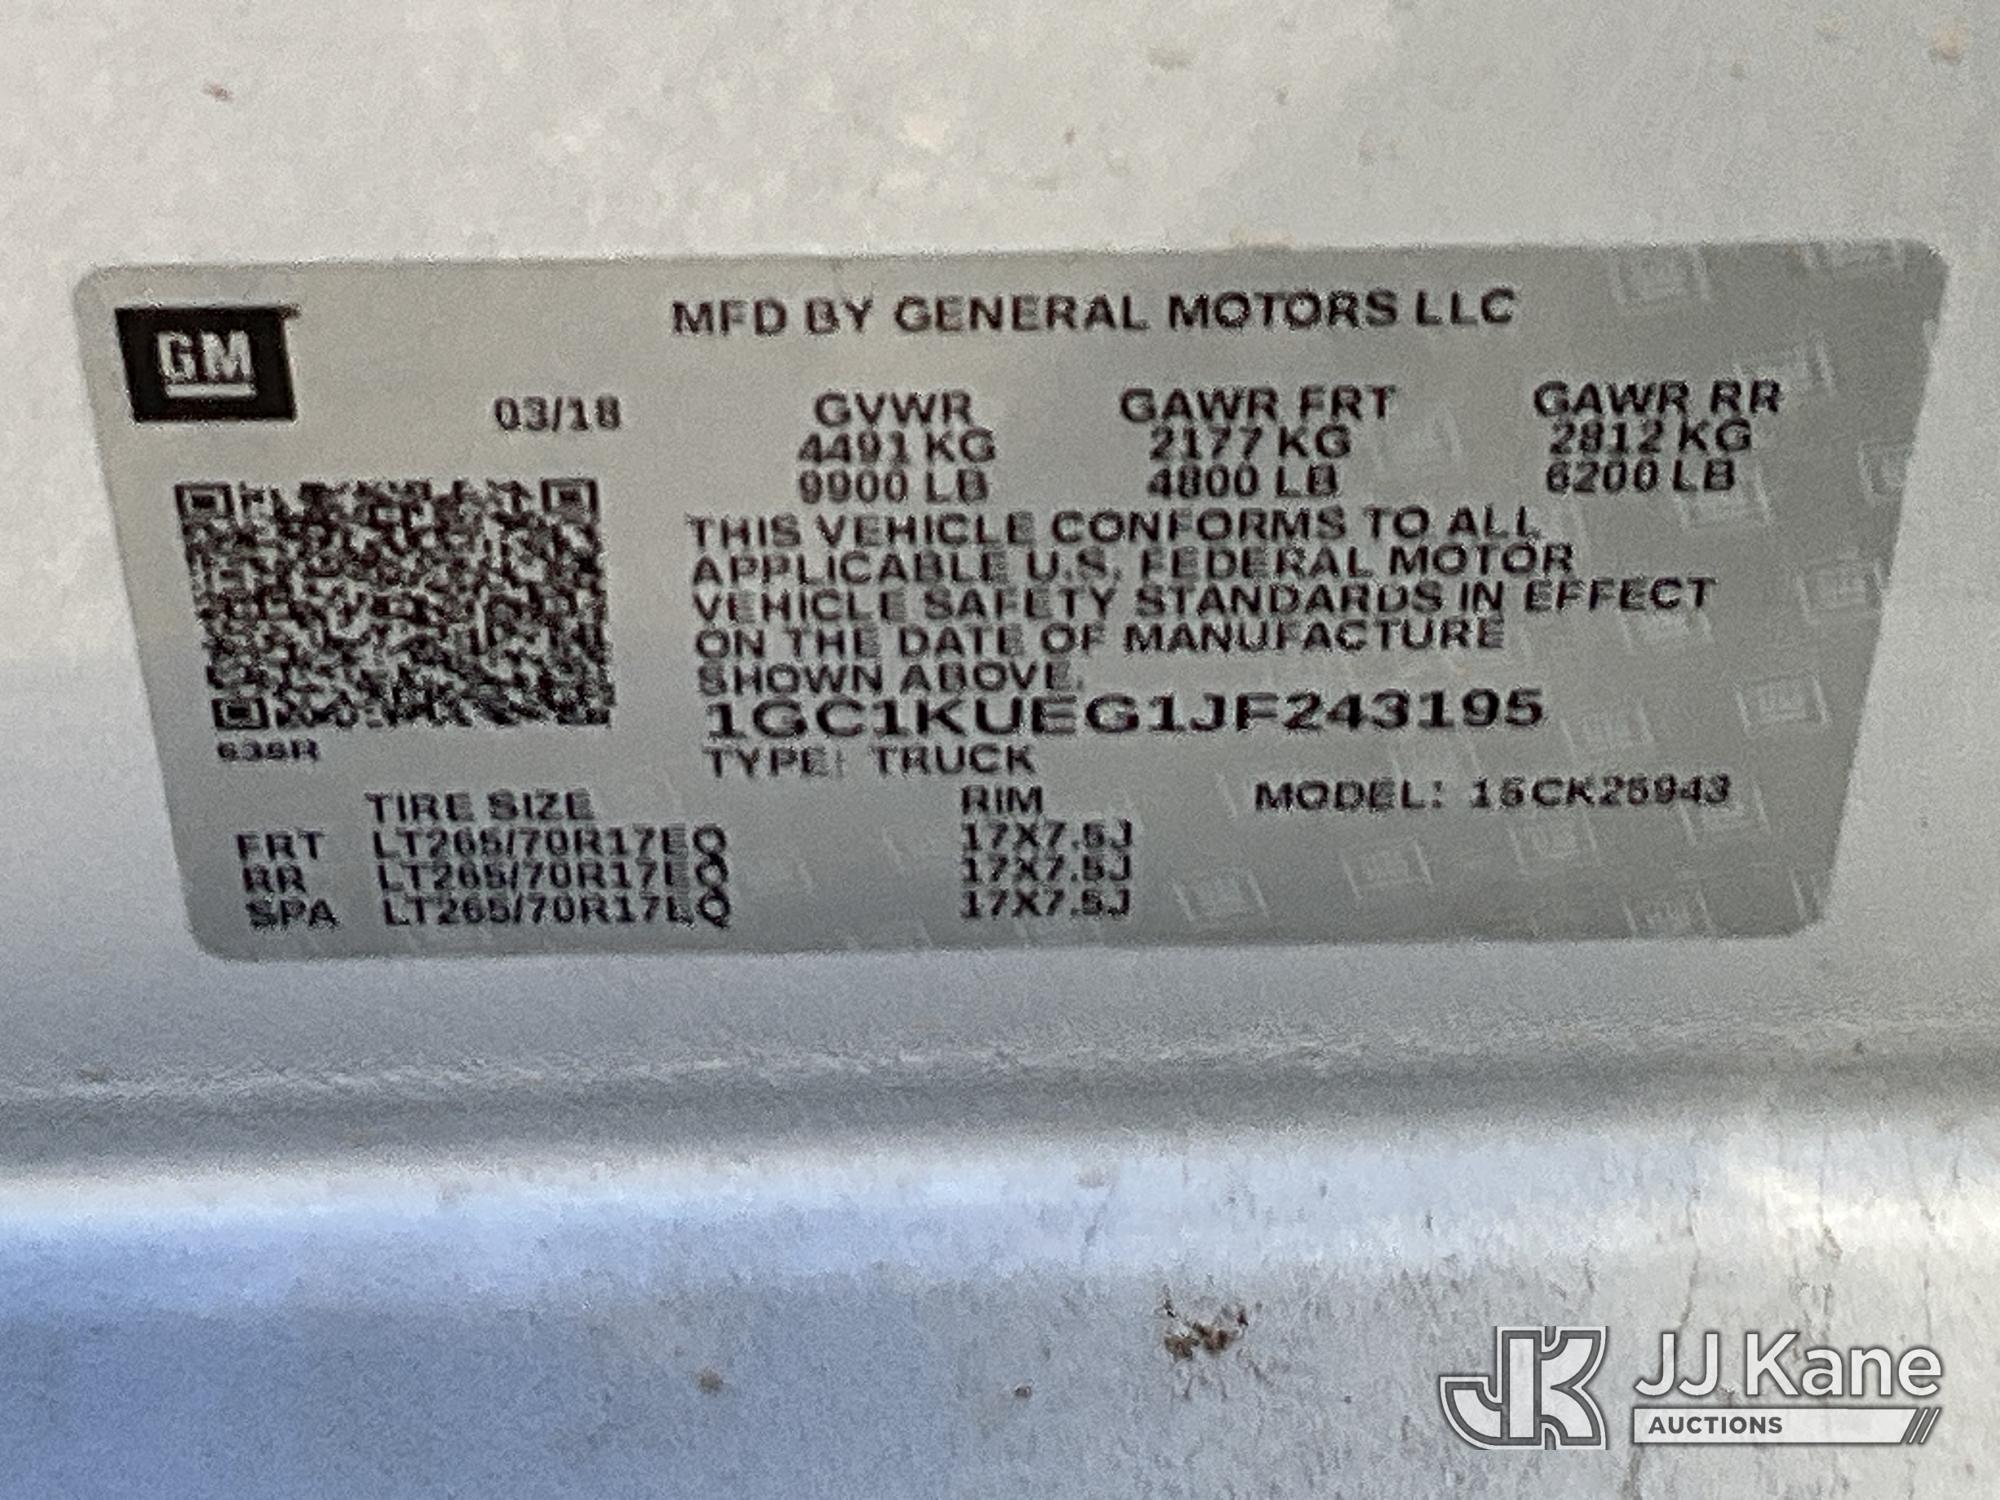 GM
MFD BY GENERAL MOTORS LLC
03/18
GVWR GAWR FRT GAWR RR
4491 KG 2177 KG 2812 KG
9900 LB 4800 LB 6200 LB
THIS VEHICLE CONFORMS TO ALL
APPLICABLE U.S. FEDERAL MOTOR
VEHICLE SAFETY STANDARDS IN EFFECT
ON THE DATE OF MANUFACTURE
SHOWN ABOVE.
1GC1KUEG1JF243195
TYPE: TRUCK
MODEL: 15CK25943
TIRE SIZE RIM
FRT LT265/70R17EQ 17X7.5J
RR LT265/70R17EQ 17X7.5J
SPA LT265/70R17EQ 17X7.5J
JK JJ Kane
AUCTIONS